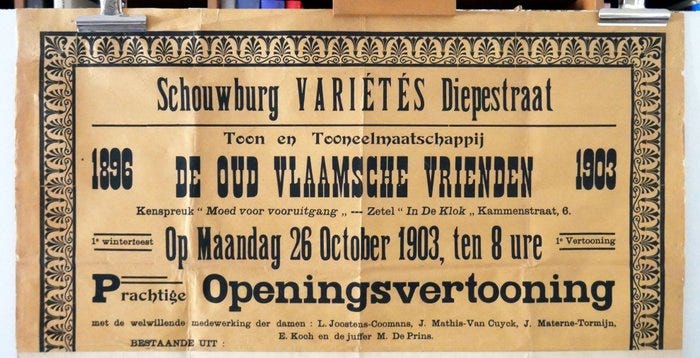 Schouwburg VARIÉTÉS Diepestraat
Toon en Tooneelmaatschappij
1896 DE OUD VLAAMSCHE VRIENDEN 1903
Kenspreuk “ Moed voor vooruitgang „ --- Zetel “ In De Klok „ Kammenstraat, 6.
1e winterfeest Op Maandag 26 October 1903, ten 8 ure 1e Vertooning
Prachtige Openingsvertooning
met de welwillende medewerking der damen : L. Joostens-Coomans, J. Mathis-Van Cuyck, J. Materne-Tormijn,
E. Kooh en de juffer M. De Prins.
BESTAANDE UIT :